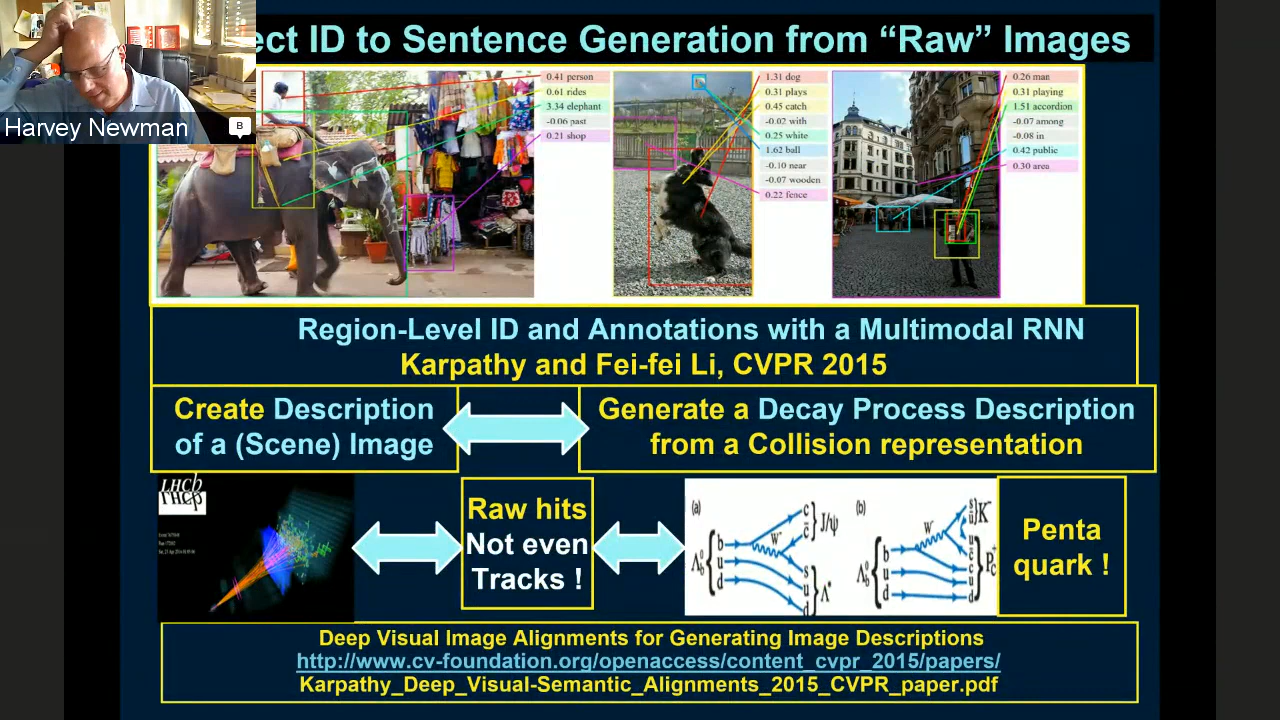 ect ID to Sentence Generation from “Raw” Images
Harvey Newman
B
0.41 person
0.61 rides
3.34 elephant
-0.06 past
0.21 shop
1.31 dog
0.31 plays
0.45 catch
-0.02 with
0.25 white
1.62 ball
-0.10 near
-0.07 wooden
0.22 fence
0.26 man
0.31 playing
1.51 accordion
-0.07 among
-0.08 in
0.42 public
0.30 area
Region-Level ID and Annotations with a Multimodal RNN
Karpathy and Fei-fei Li, CVPR 2015
Create Description
of a (Scene) Image
Generate a Decay Process Description
from a Collision representation
LHCb
Raw hits
Not even
Tracks !
(a)
Λb⁰ { b u d
W⁻
c c̄ } J/ψ
s u d } Λ*
(b)
Λb⁰ { b u d
W⁻
s ū } K⁻
Pc⁺
Penta
quark !
Deep Visual Image Alignments for Generating Image Descriptions
http://www.cv-foundation.org/openaccess/content_cvpr_2015/papers/
Karpathy_Deep_Visual-Semantic_Alignments_2015_CVPR_paper.pdf